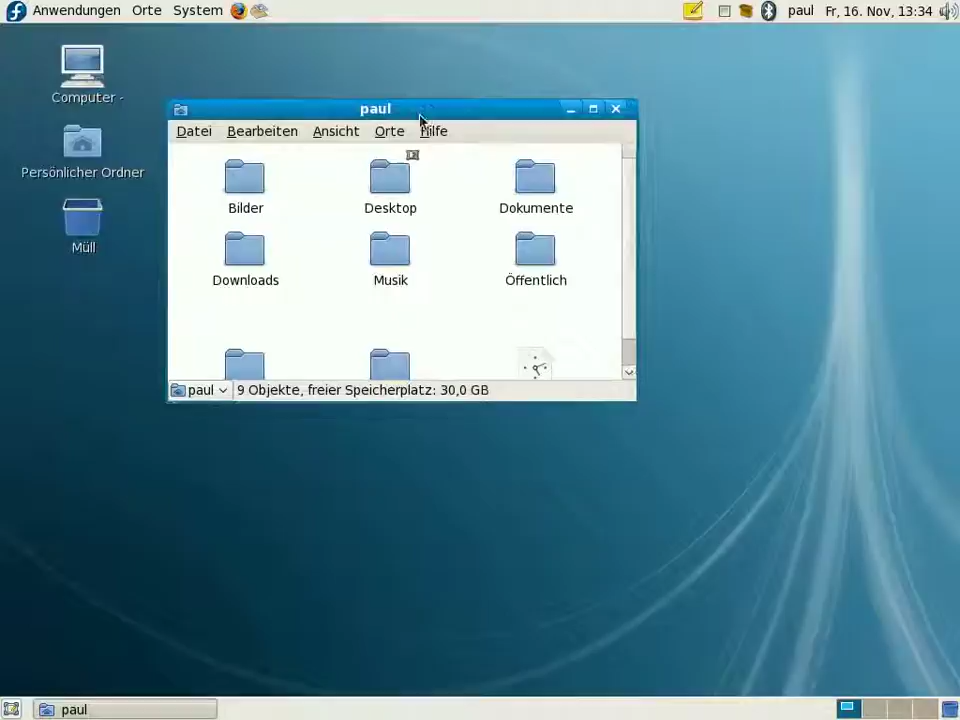 Anwendungen Orte System paul Fr, 16. Nov, 13:34
Computer -
Persönlicher Ordner
Müll
paul
Datei Bearbeiten Ansicht Orte Hilfe
Bilder Desktop Dokumente
Downloads Musik Öffentlich
paul 9 Objekte, freier Speicherplatz: 30,0 GB
paul